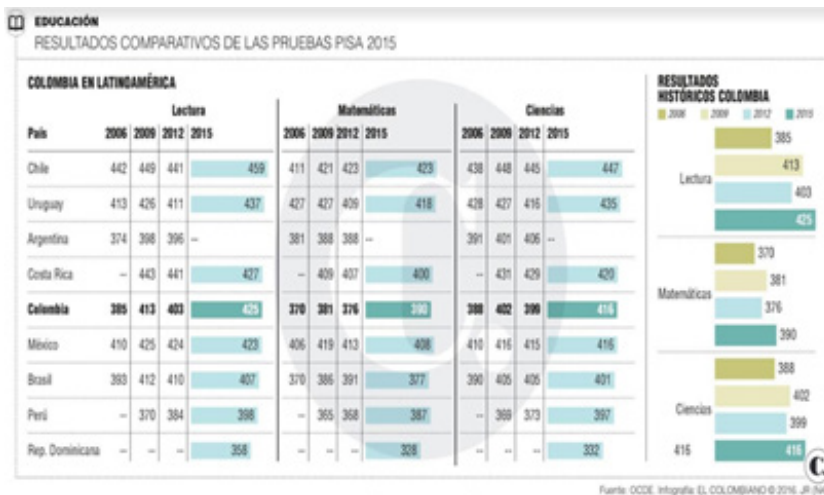 EDUCACIÓN
RESULTADOS COMPARATIVOS DE LAS PRUEBAS PISA 2015
COLOMBIA EN LATINOAMÉRICA
Lectura Matemáticas Ciencias
País 2006 2009 2012 2015 2006 2009 2012 2015 2006 2009 2012 2015
Chile 442 449 441 459 411 421 423 423 438 448 445 447
Uruguay 413 426 411 437 427 427 409 418 428 427 416 435
Argentina 374 398 396 -- 381 388 388 -- 391 401 406 --
Costa Rica -- 443 441 427 -- 409 407 400 -- 431 429 420
Colombia 385 413 403 425 370 381 376 390 388 402 399 416
México 410 425 424 423 406 419 413 408 410 416 415 416
Brasil 393 412 410 407 370 386 391 377 390 405 405 401
Perú -- 370 384 398 -- 365 368 387 -- 369 373 397
Rep. Dominicana -- -- -- 358 -- -- -- 328 -- -- -- 332
RESULTADOS
HISTÓRICOS COLOMBIA
2006 2009 2012 2015
385
413
Lectura
403
425
370
381
Matemáticas
376
390
388
402
Ciencias
399
416 416
C
Fuente: OCDE. Infografía: EL COLOMBIANO © 2016. JR (N4